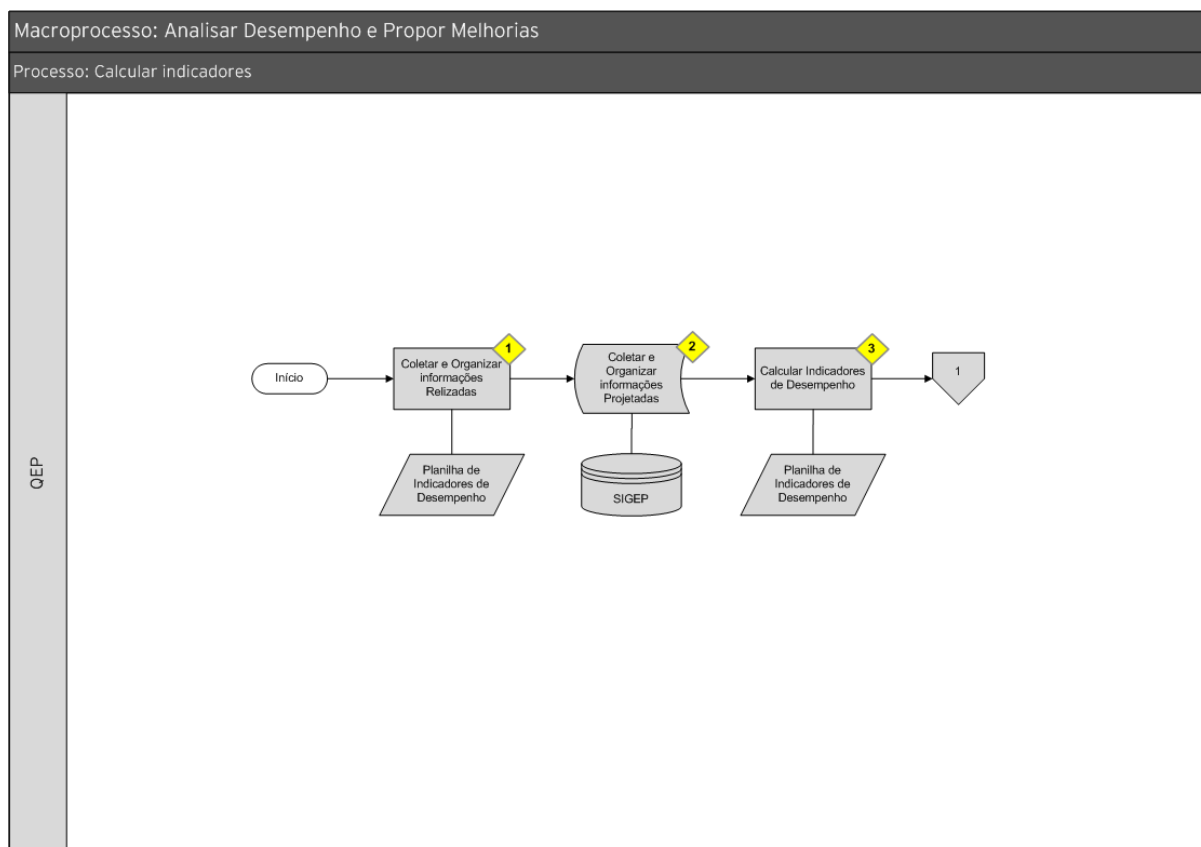 Macroprocesso: Analisar Desempenho e Propor Melhorias
Processo: Calcular indicadores
QEP
Início
1
Coletar e Organizar
informações
Relizadas
Planilha de
Indicadores de
Desempenho
2
Coletar e
Organizar
informações
Projetadas
SIGEP
3
Calcular Indicadores
de Desempenho
Planilha de
Indicadores de
Desempenho
1